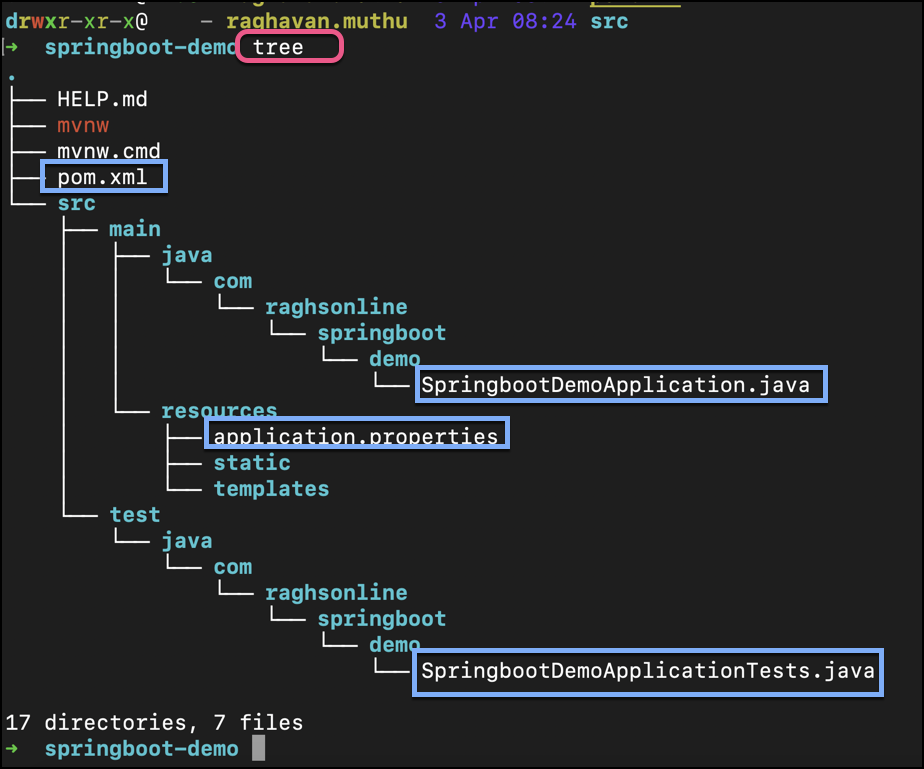 drwxr-xr-x@    - raghavan.muthu  3 Apr 08:24 src
→  springboot-demo tree
.
├── HELP.md
├── mvnw
├── mvnw.cmd
├── pom.xml
└── src
    ├── main
    │   ├── java
    │   │   └── com
    │   │       └── raghsonline
    │   │           └── springboot
    │   │               └── demo
    │   │                   └── SpringbootDemoApplication.java
    │   └── resources
    │       ├── application.properties
    │       ├── static
    │       └── templates
    └── test
        └── java
            └── com
                └── raghsonline
                    └── springboot
                        └── demo
                            └── SpringbootDemoApplicationTests.java
17 directories, 7 files
→  springboot-demo